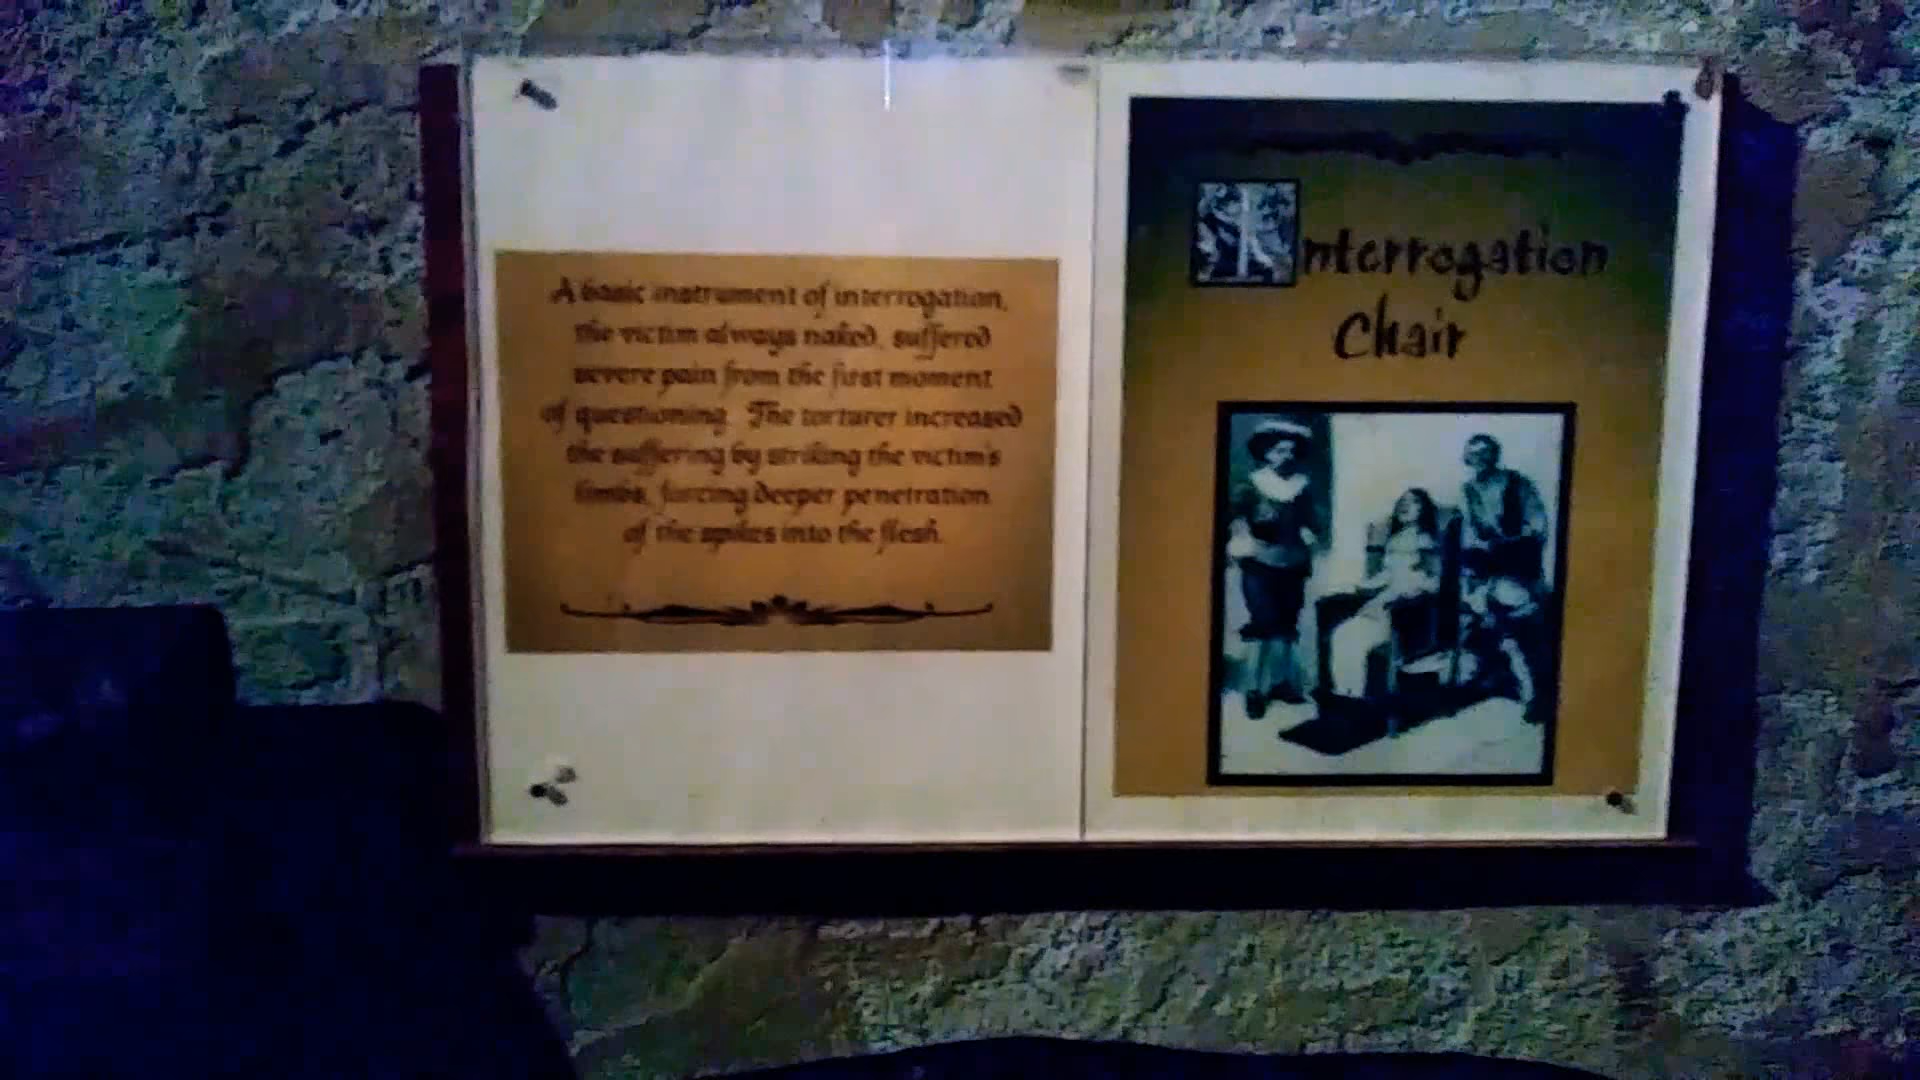 A basic instrument of interrogation,
the victim always naked, suffered
severe pain from the first moment
of questioning. The torturer increased
the suffering by striking the victim's
limbs, forcing deeper penetration
of the spikes into the flesh.
Interrogation
Chair